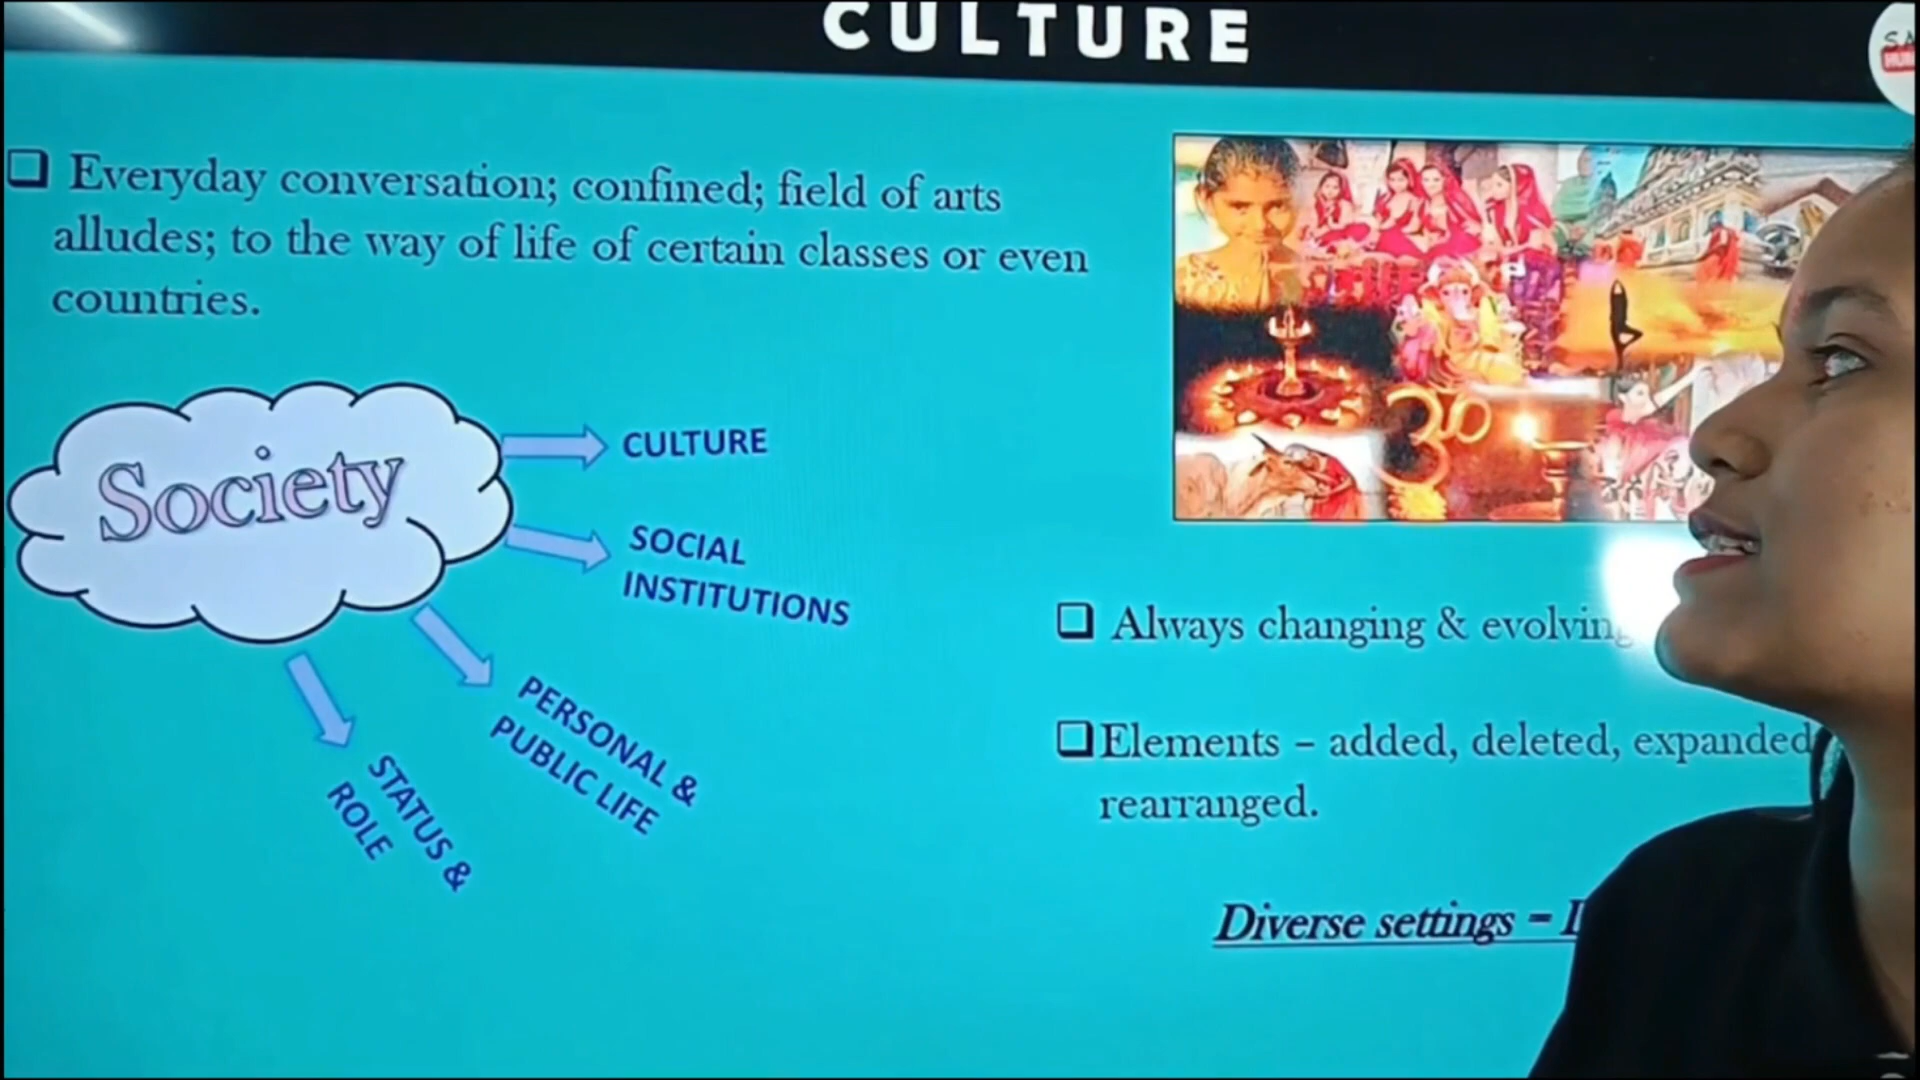 CULTURE
❑ Everyday conversation; confined; field of arts
alludes; to the way of life of certain classes or even
countries.
Society
CULTURE
SOCIAL
INSTITUTIONS
PERSONAL &
PUBLIC LIFE
STATUS &
ROLE
❑ Always changing & evolving
❑ Elements – added, deleted, expanded
rearranged.
Diverse settings –